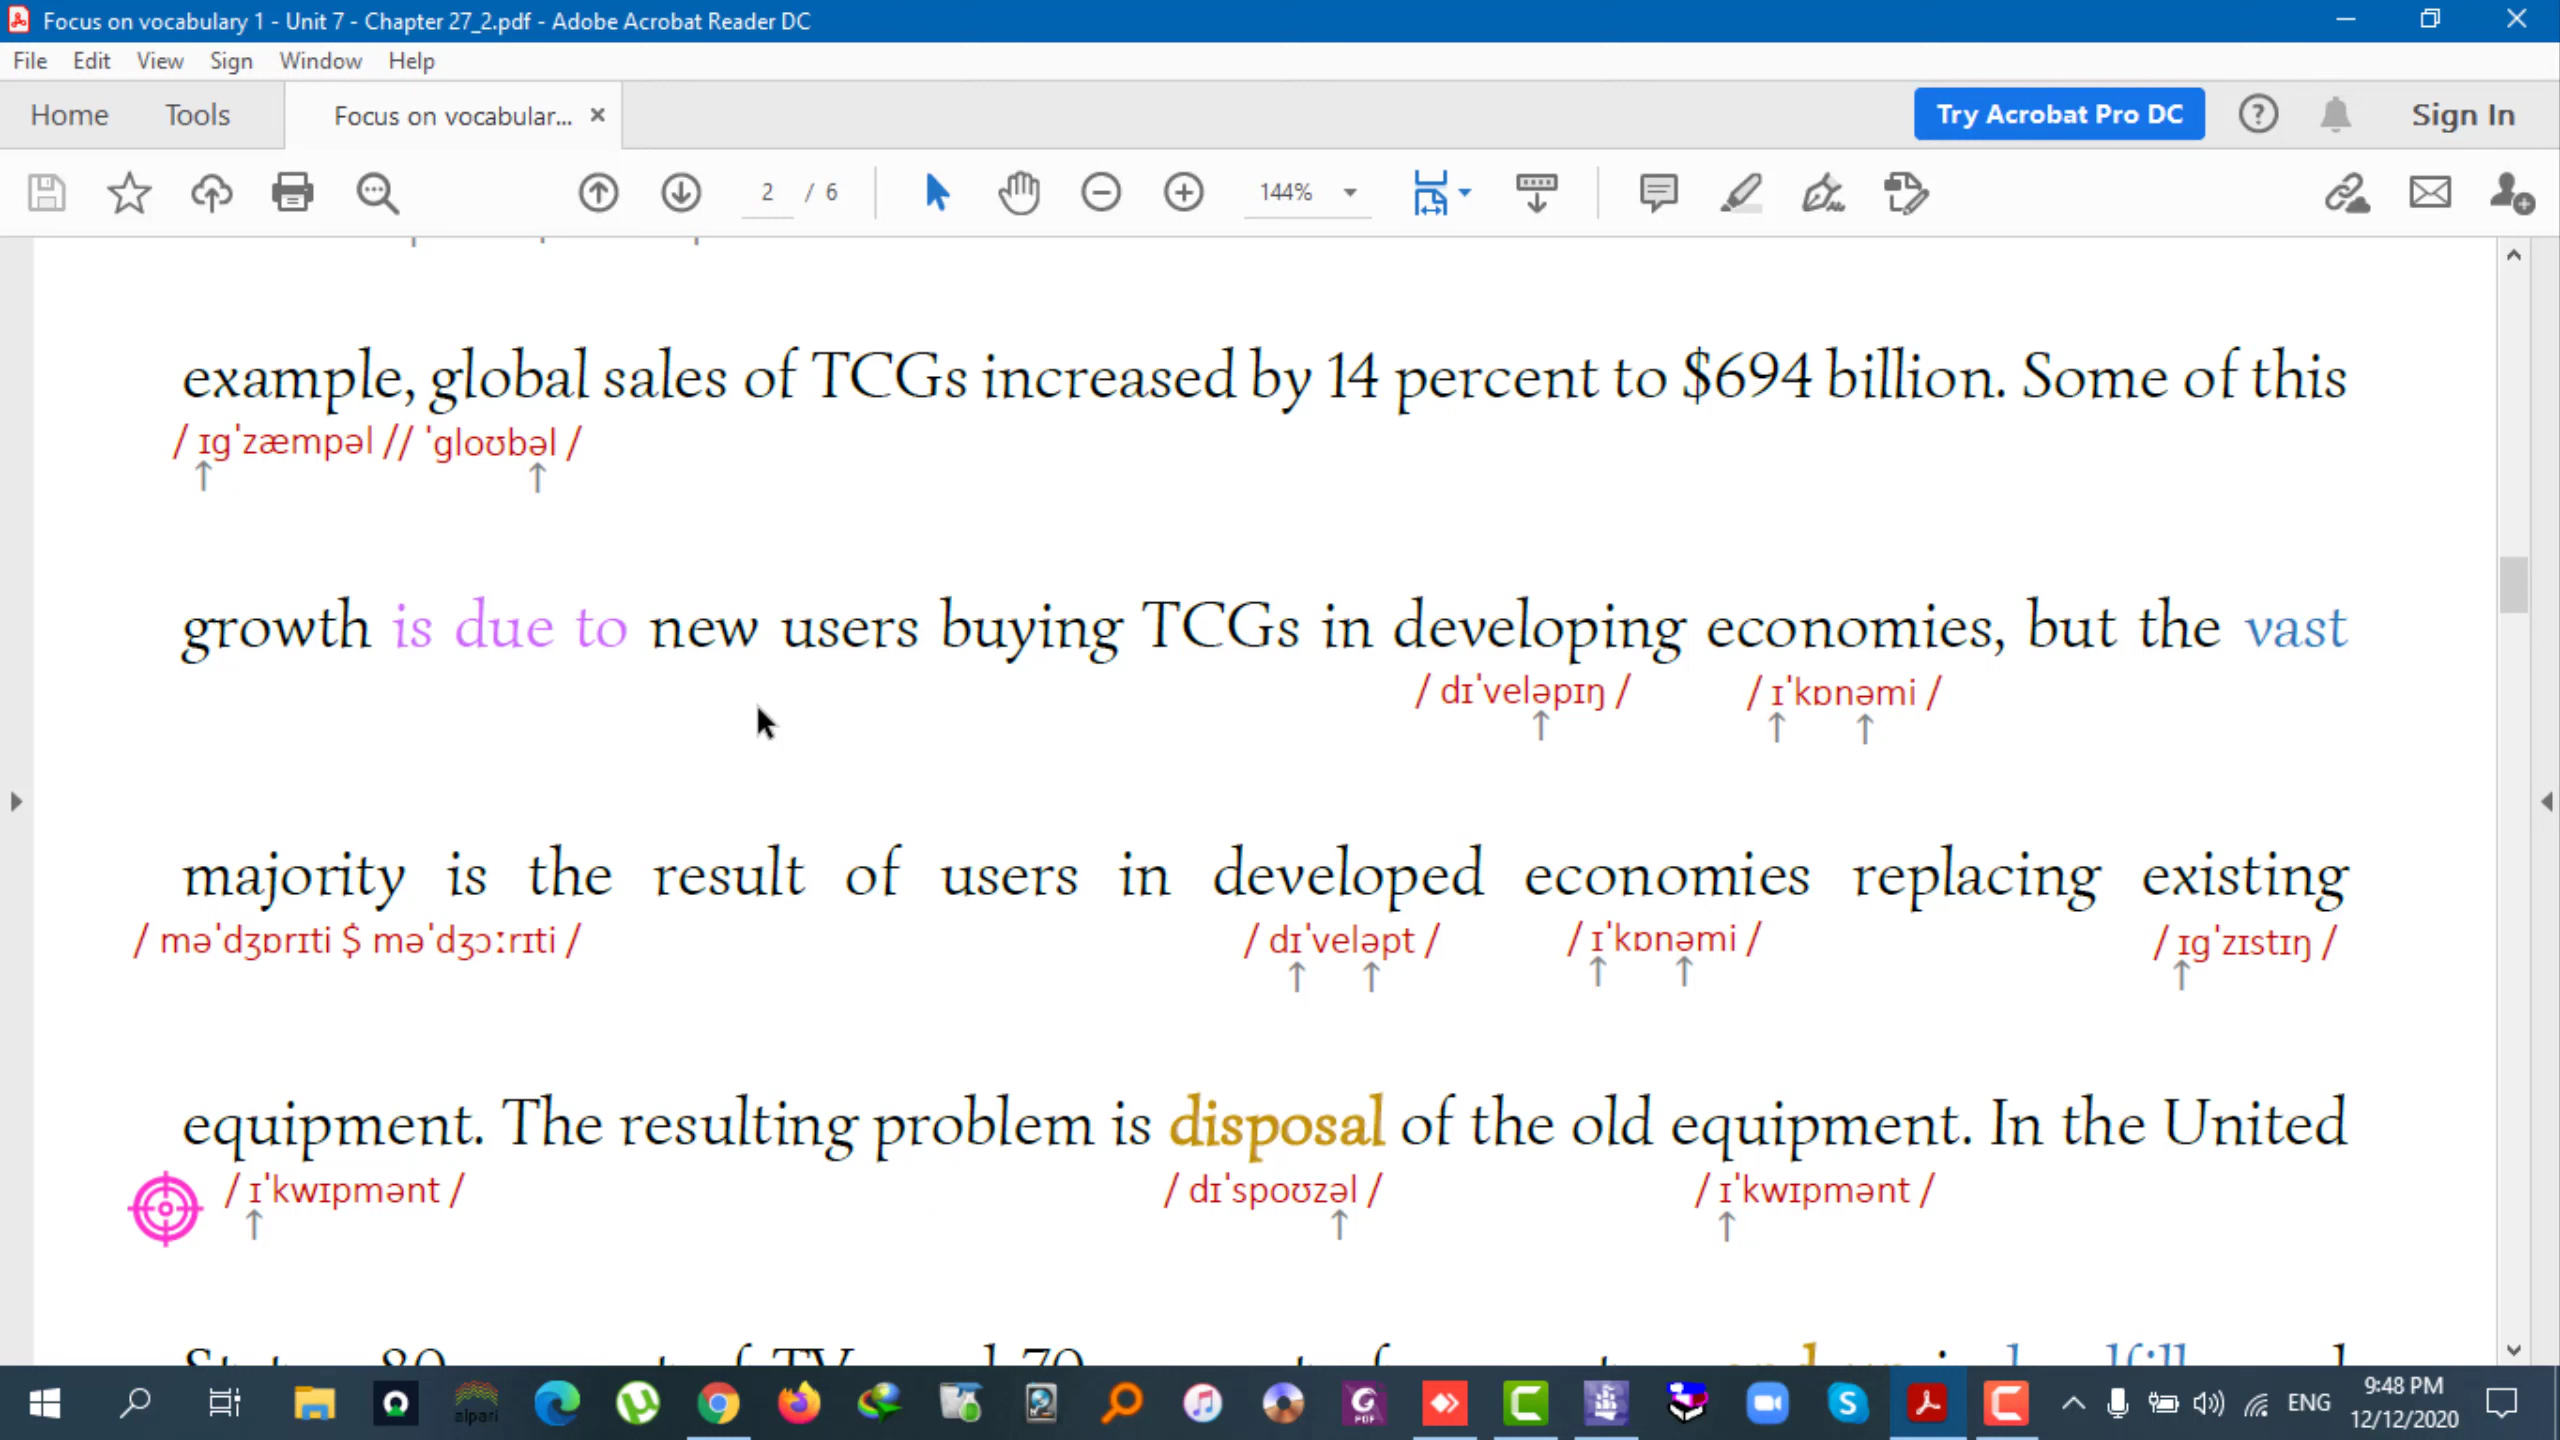 Focus on vocabulary 1 - Unit 7 - Chapter 27_2.pdf - Adobe Acrobat Reader DC
File Edit View Sign Window Help
Home Tools Focus on vocabular... × Try Acrobat Pro DC Sign In
2 / 6 144%
example, global sales of TCGs increased by 14 percent to $694 billion. Some of this
/ ɪɡˈzæmpəl // ˈɡloʊbəl /
growth is due to new users buying TCGs in developing economies, but the vast
/ dɪˈveləpɪŋ / / ɪˈkɒnəmi /
majority is the result of users in developed economies replacing existing
/ məˈdʒɒrɪti $ məˈdʒɔːrɪti / / dɪˈveləpt / / ɪˈkɒnəmi / / ɪɡˈzɪstɪŋ /
equipment. The resulting problem is disposal of the old equipment. In the United
/ ɪˈkwɪpmənt / / dɪˈspoʊzəl / / ɪˈkwɪpmənt /
alpari PDF ENG 9:48 PM
12/12/2020